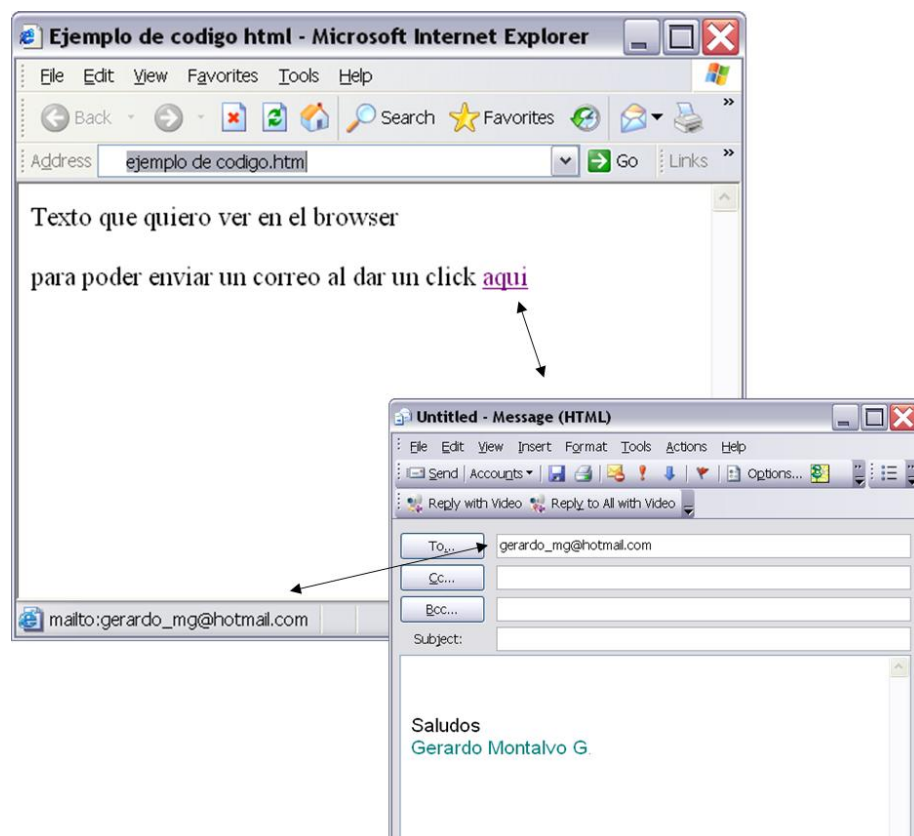 Ejemplo de codigo html - Microsoft Internet Explorer
File Edit View Favorites Tools Help
Back Search Favorites »
Address ejemplo de codigo.htm Go Links »
Texto que quiero ver en el browser
para poder enviar un correo al dar un click aqui
mailto:gerardo_mg@hotmail.com
Untitled - Message (HTML)
File Edit View Insert Format Tools Actions Help
Send Accounts Options...
Reply with Video Reply to All with Video
To... gerardo_mg@hotmail.com
Cc...
Bcc...
Subject:
Saludos
Gerardo Montalvo G.